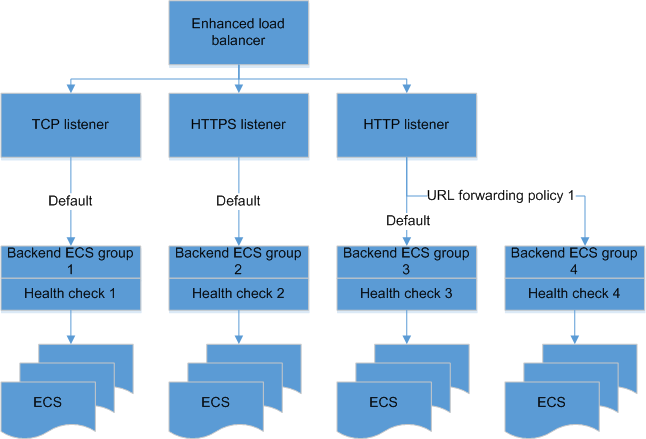 Enhanced load
balancer
TCP listener
HTTPS listener
HTTP listener
URL forwarding policy 1
Default
Default
Default
Backend ECS group
1
Backend ECS group
2
Backend ECS group
3
Backend ECS group
4
Health check 1
Health check 2
Health check 3
Health check 4
ECS
ECS
ECS
ECS